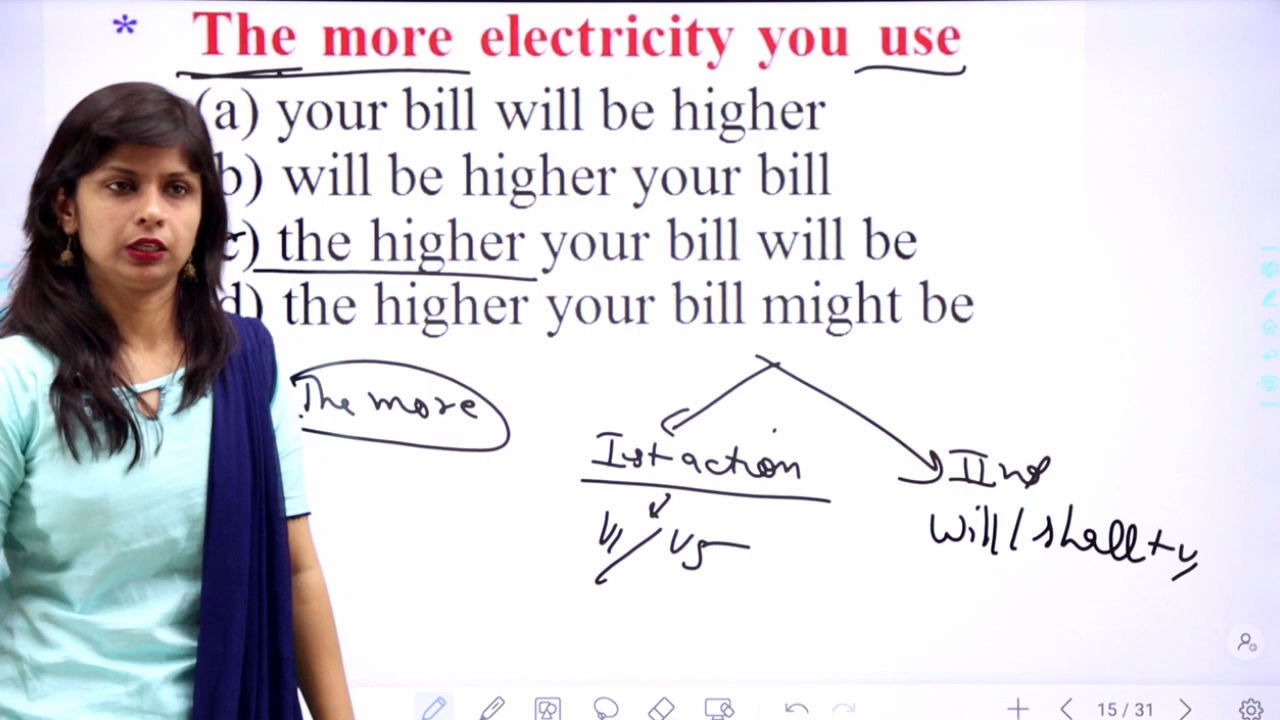 * The more electricity you use
(a) your bill will be higher
b) will be higher your bill
c) the higher your bill will be
d) the higher your bill might be
The more
Ist action
IInd
V1/V5
will/shall + V1
15 / 31